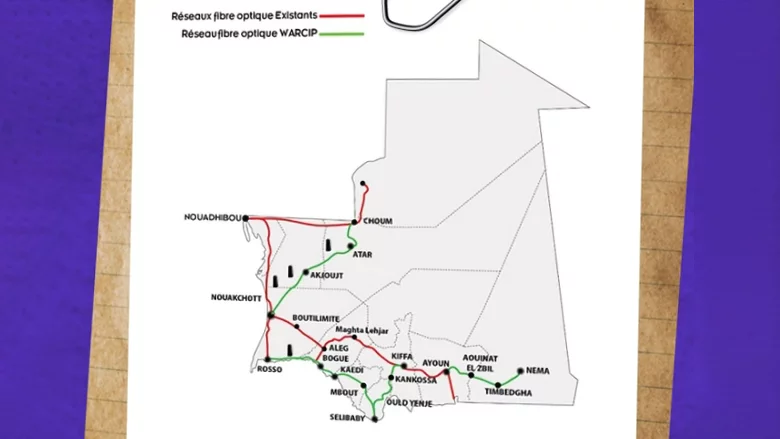 Réseaux fibre optique Existants
Réseau fibre optique WARCIP
NOUADHIBOU
CHOUM
ATAR
AKJOUJT
NOUAKCHOTT
BOUTILIMITE
Maghta Lehjar
ALEG
ROSSO
BOGUE
KIFFA
AYOUN
AOUINAT
EL/ZBIL
NEMA
KAEDI
KANKOSSA
MBOUT
TIMBEDGHA
OULD YENJE
SELIBABY